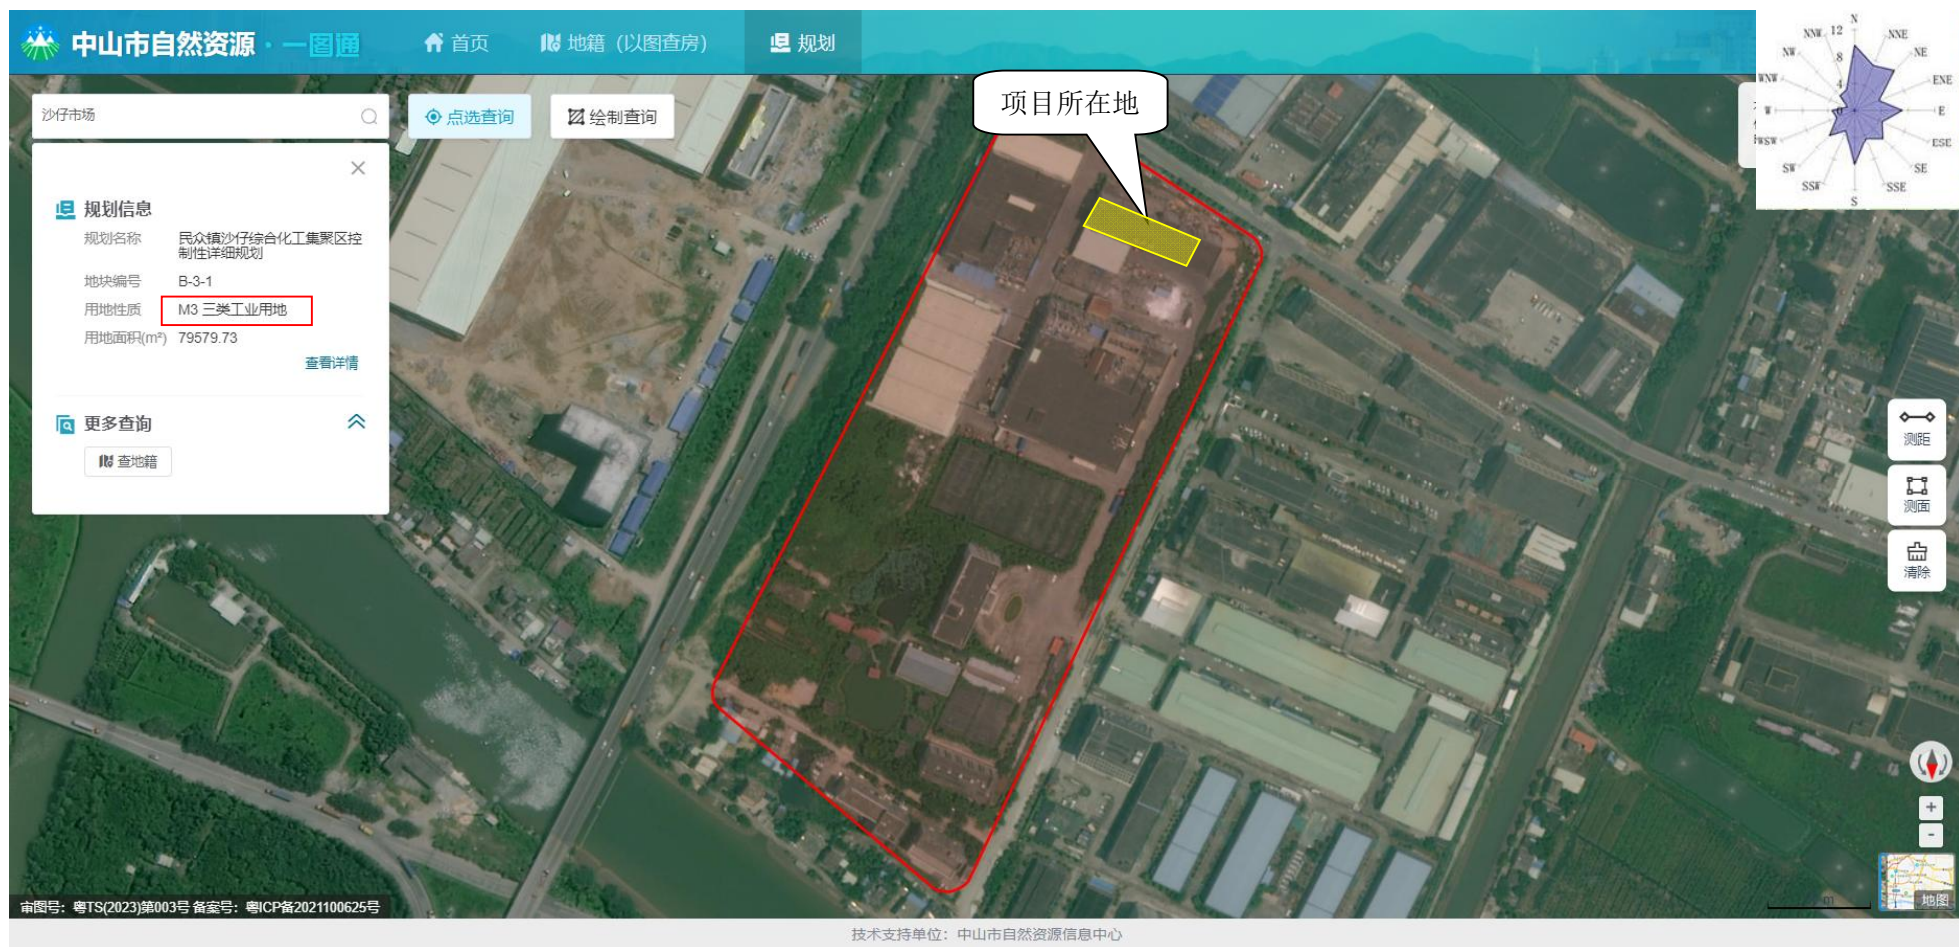 中山市自然资源·一图通
首页
地籍（以图查房）
规划
沙仔市场
点选查询
绘制查询
项目所在地
规划信息
规划名称 民众镇沙仔综合化工集聚区控
制性详细规划
地块编号 B-3-1
用地性质 M3 三类工业用地
用地面积(m²) 79579.73
查看详情
更多查询
查地籍
N
NNE
NE
ENE
E
ESE
SE
SSE
S
SSW
SW
WSW
W
WNW
NW
NNW
12
8
4
0
测距
测面
清除
+
-
地图
m
审图号：粤TS(2023)第003号 备案号：粤ICP备2021100625号
技术支持单位：中山市自然资源信息中心